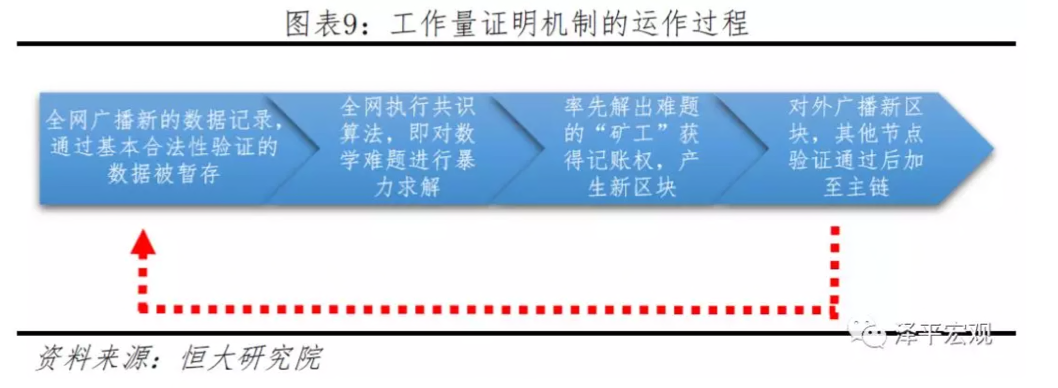 图表9：工作量证明机制的运作过程
全网广播新的数据记录，
通过基本合法性验证的
数据被暂存
全网执行共识
算法，即对数
学难题进行暴
力求解
率先解出难题
的“矿工”获
得记账权，产
生新区块
对外广播新区
块，其他节点
验证通过后加
至主链
泽平宏观
资料来源：恒大研究院